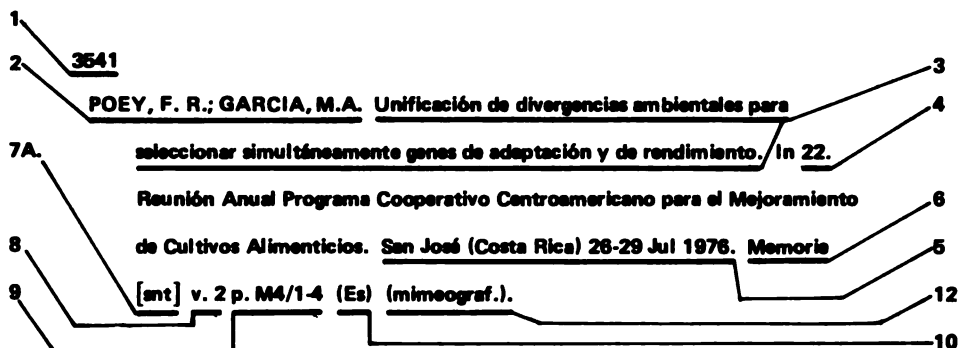 1
3541
2
3
POEY, F. R.; GARCIA, M.A. Unificación de divergencias ambientales para
4
7A.
seleccionar simultáneamente genes de adaptación y de rendimiento. In 22.
Reunión Anual Programa Cooperativo Centroamericano para el Mejoramiento
6
8
de Cultivos Alimenticios. San José (Costa Rica) 26-29 Jul 1976. Memoria
5
9
[snt] v. 2 p. M4/1-4 (Es) (mimeograf.).
12
10